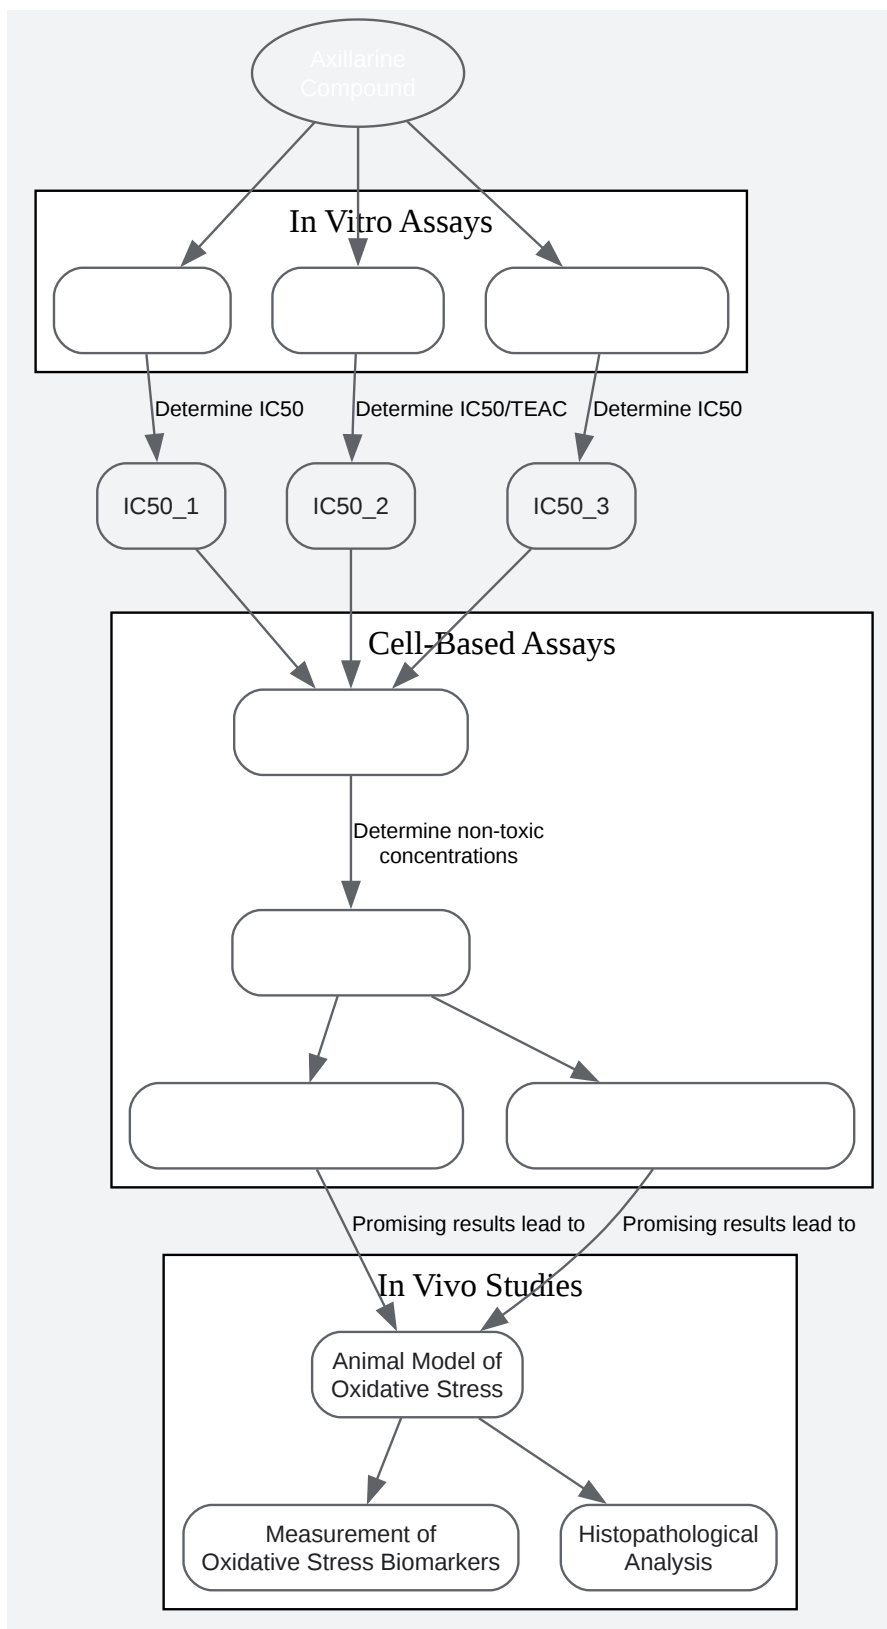 Axillarine
Compound
In Vitro Assays
Determine IC50
Determine IC50/TEAC
Determine IC50
IC50_1
IC50_2
IC50_3
Cell-Based Assays
Determine non-toxic
concentrations
Promising results lead to
Promising results lead to
In Vivo Studies
Animal Model of
Oxidative Stress
Measurement of
Oxidative Stress Biomarkers
Histopathological
Analysis